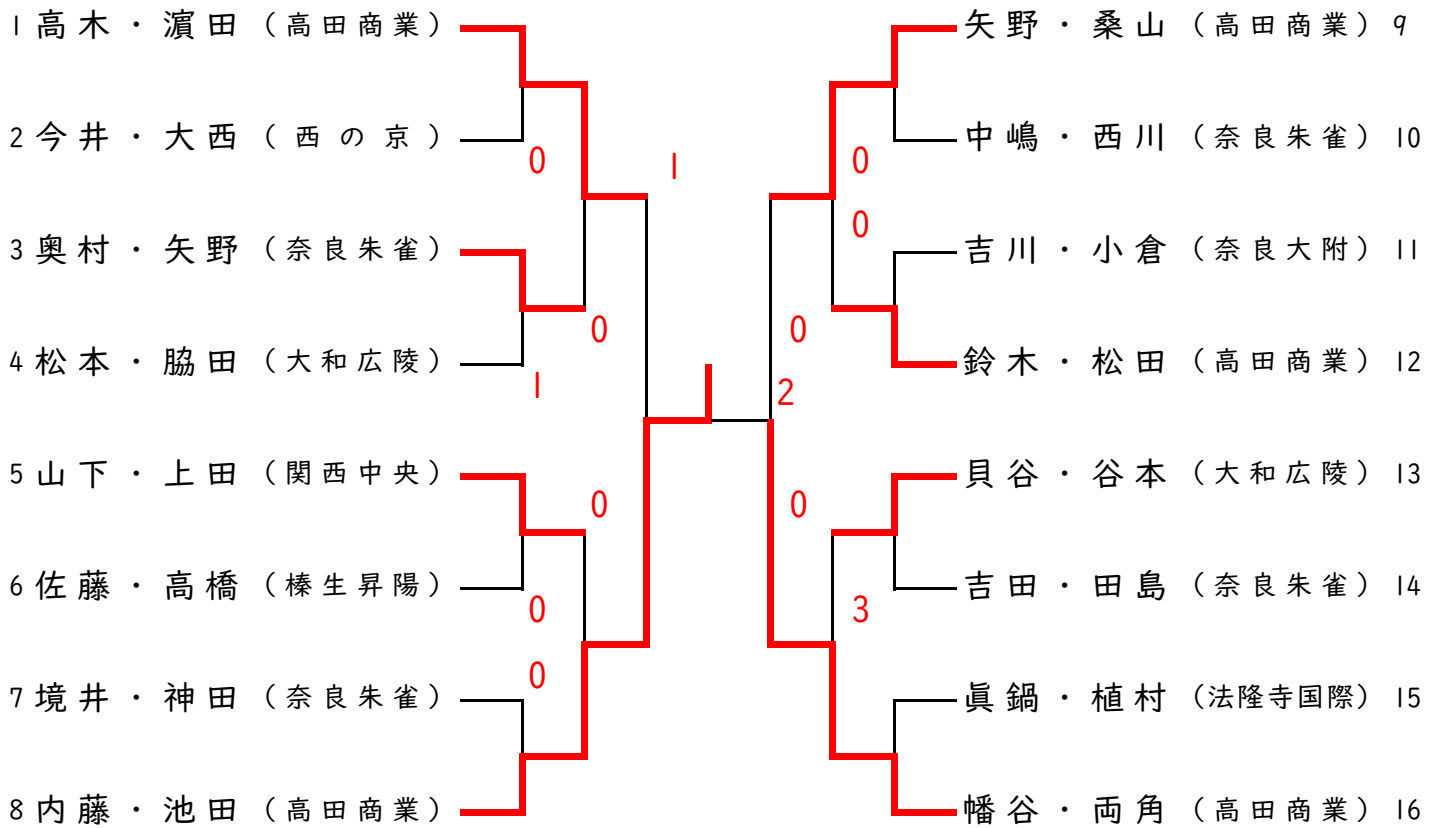 1 高木・濵田（高田商業）
2 今井・大西（西の京）
0
3 奥村・矢野（奈良朱雀）
0
4 松本・脇田（大和広陵）
1
5 山下・上田（関西中央）
0
6 佐藤・高橋（榛生昇陽）
0
0
7 境井・神田（奈良朱雀）
8 内藤・池田（高田商業）
1
2
矢野・桑山（高田商業） 9
中嶋・西川（奈良朱雀） 10
0
0
吉川・小倉（奈良大附） 11
0
鈴木・松田（高田商業） 12
貝谷・谷本（大和広陵） 13
0
吉田・田島（奈良朱雀） 14
3
眞鍋・植村（法隆寺国際） 15
幡谷・両角（高田商業） 16